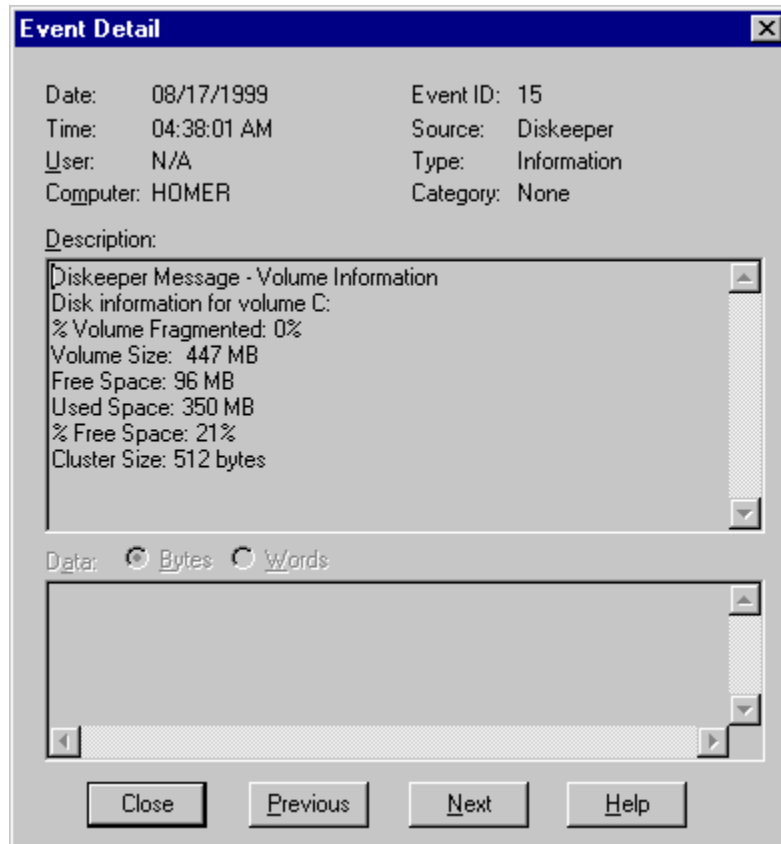 Event Detail
Date: 08/17/1999 Event ID: 15
Time: 04:38:01 AM Source: Diskeeper
User: N/A Type: Information
Computer: HOMER Category: None
Description:
Diskeeper Message - Volume Information
Disk information for volume C:
% Volume Fragmented: 0%
Volume Size:  447 MB
Free Space: 96 MB
Used Space: 350 MB
% Free Space: 21%
Cluster Size: 512 bytes
Data: Bytes Words
Close Previous Next Help